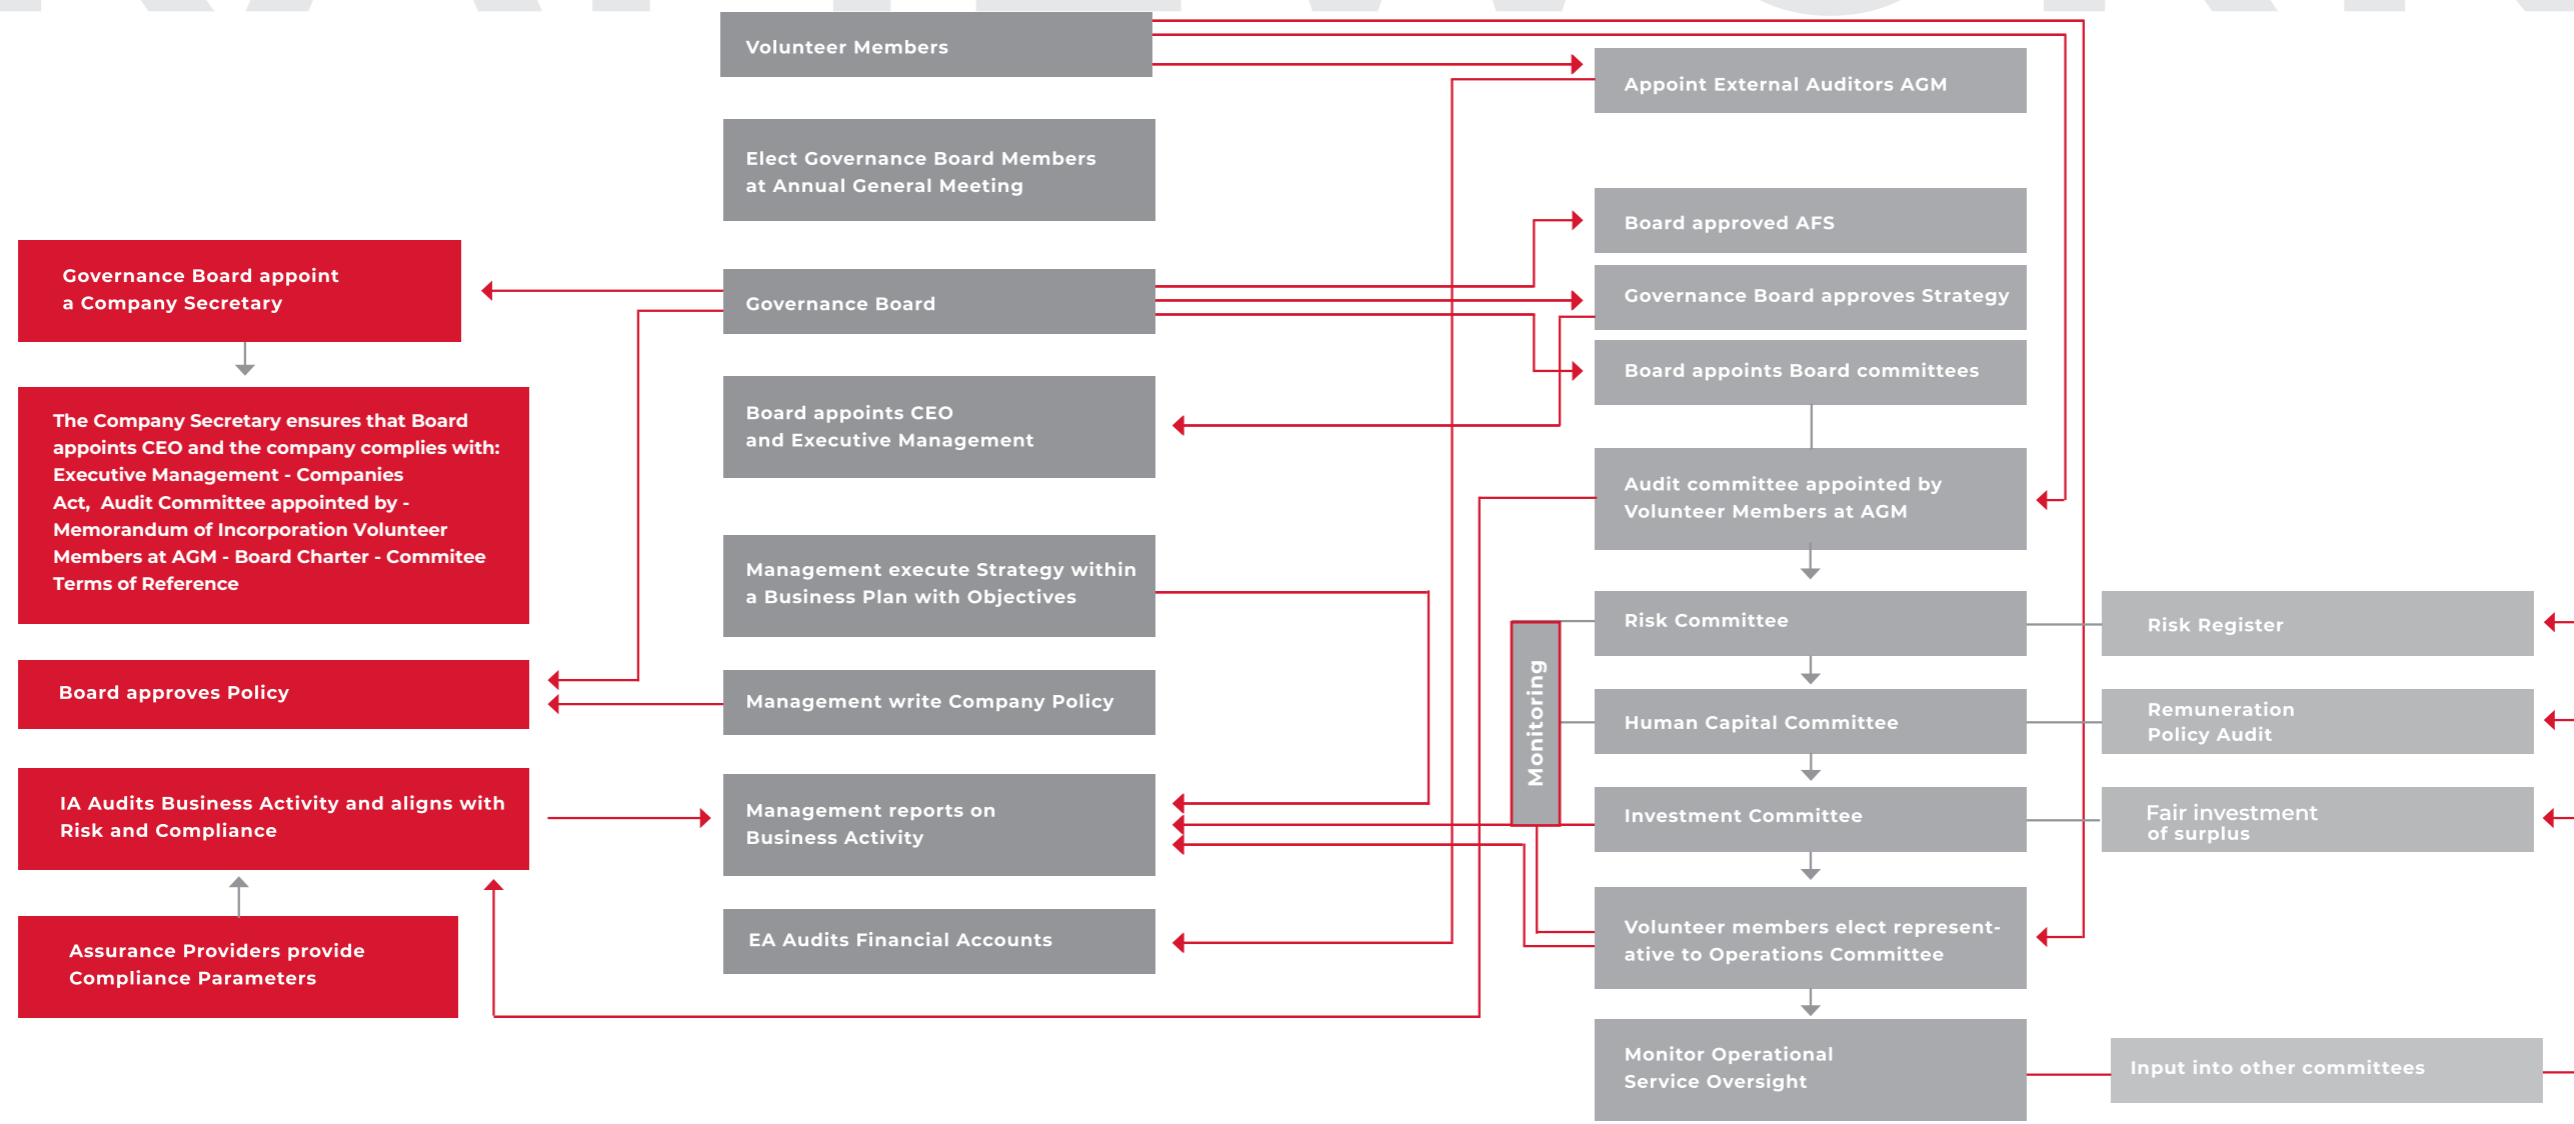 Volunteer Members
Elect Governance Board Members
at Annual General Meeting
Governance Board
Board appoints CEO
and Executive Management
Management execute Strategy within
a Business Plan with Objectives
Management write Company Policy
Management reports on
Business Activity
EA Audits Financial Accounts
Governance Board appoint
a Company Secretary
The Company Secretary ensures that Board
appoints CEO and the company complies with:
Executive Management - Companies
Act, Audit Committee appointed by -
Memorandum of Incorporation Volunteer
Members at AGM - Board Charter - Commitee
Terms of Reference
Board approves Policy
IA Audits Business Activity and aligns with
Risk and Compliance
Assurance Providers provide
Compliance Parameters
Appoint External Auditors AGM
Board approved AFS
Governance Board approves Strategy
Board appoints Board committees
Audit committee appointed by
Volunteer Members at AGM
Monitoring
Risk Committee
Human Capital Committee
Investment Committee
Volunteer members elect represent-
ative to Operations Committee
Monitor Operational
Service Oversight
Risk Register
Remuneration
Policy Audit
Fair investment
of surplus
Input into other committees